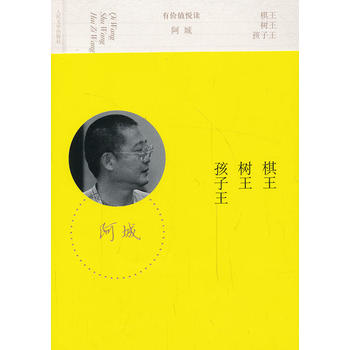 人民文学出版社
Qi Wang
Shu Wang
Hai Zi Wang
有价值悦读
阿城
棋王
树王
孩子王
棋王
树王
孩子王
阿城